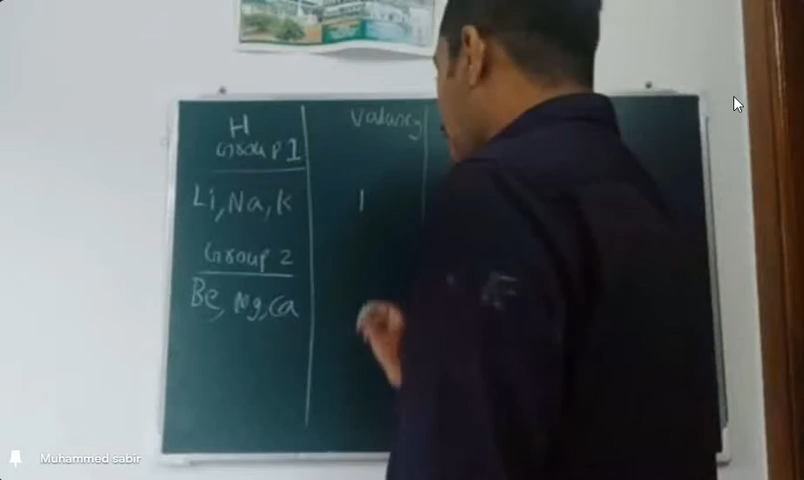 H
Valancy
Group 1
Li, Na, K
1
Group 2
Be, Mg, Ca
Muhammed sabir